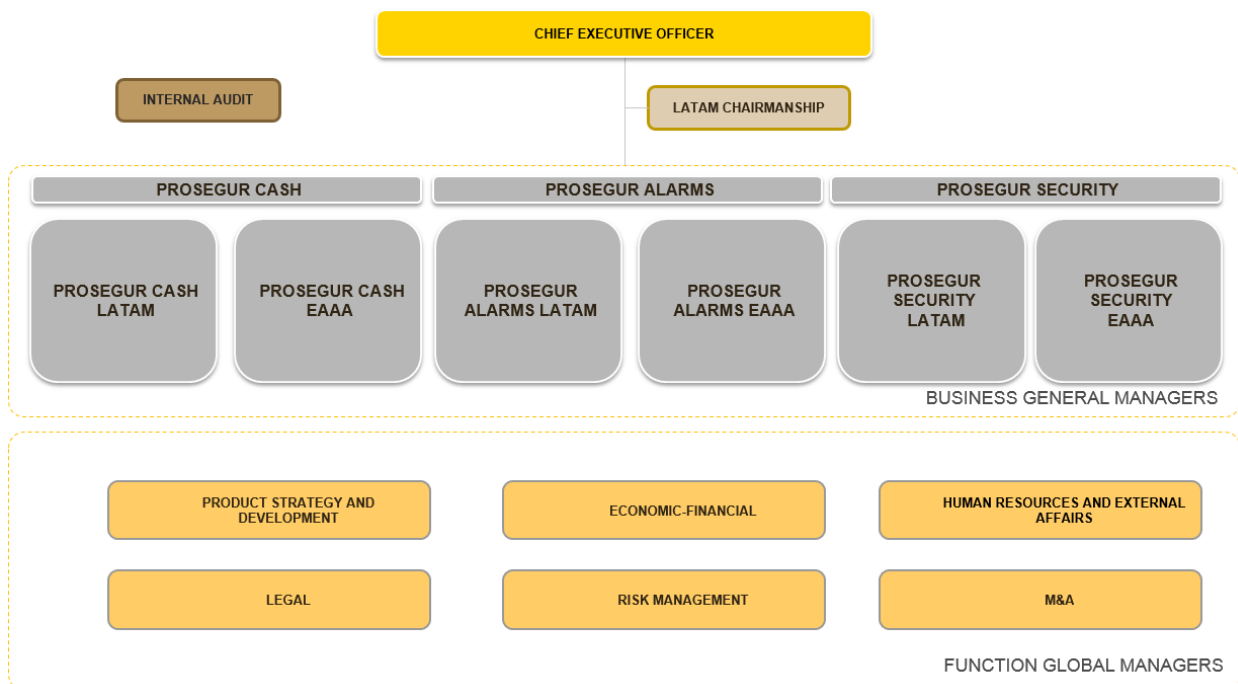 CHIEF EXECUTIVE OFFICER
INTERNAL AUDIT
LATAM CHAIRMANSHIP
PROSEGUR CASH
PROSEGUR ALARMS
PROSEGUR SECURITY
PROSEGUR CASH
LATAM
PROSEGUR CASH
EAAA
PROSEGUR
ALARMS LATAM
PROSEGUR
ALARMS EAAA
PROSEGUR
SECURITY
LATAM
PROSEGUR
SECURITY
EAAA
BUSINESS GENERAL MANAGERS
PRODUCT STRATEGY AND
DEVELOPMENT
ECONOMIC-FINANCIAL
HUMAN RESOURCES AND EXTERNAL
AFFAIRS
LEGAL
RISK MANAGEMENT
M&A
FUNCTION GLOBAL MANAGERS